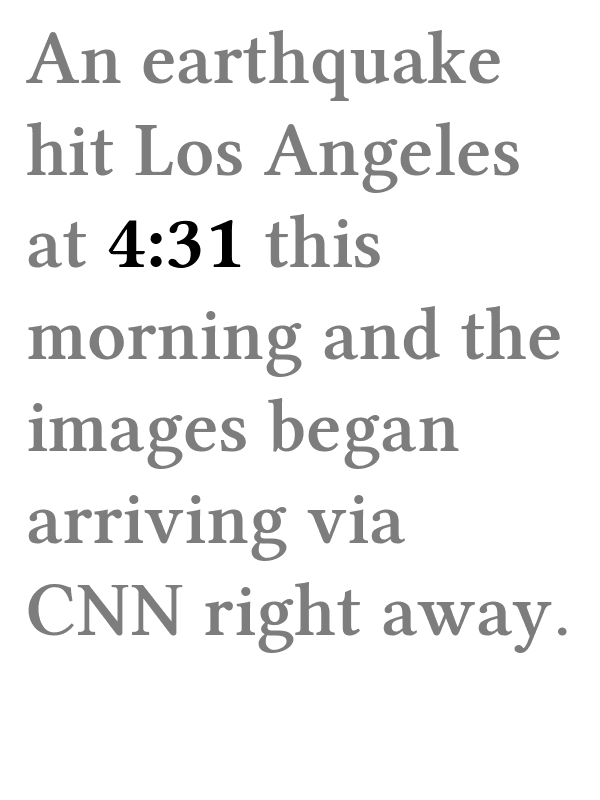 An earthquake
hit Los Angeles
at 4:31 this
morning and the
images began
arriving via
CNN right away.